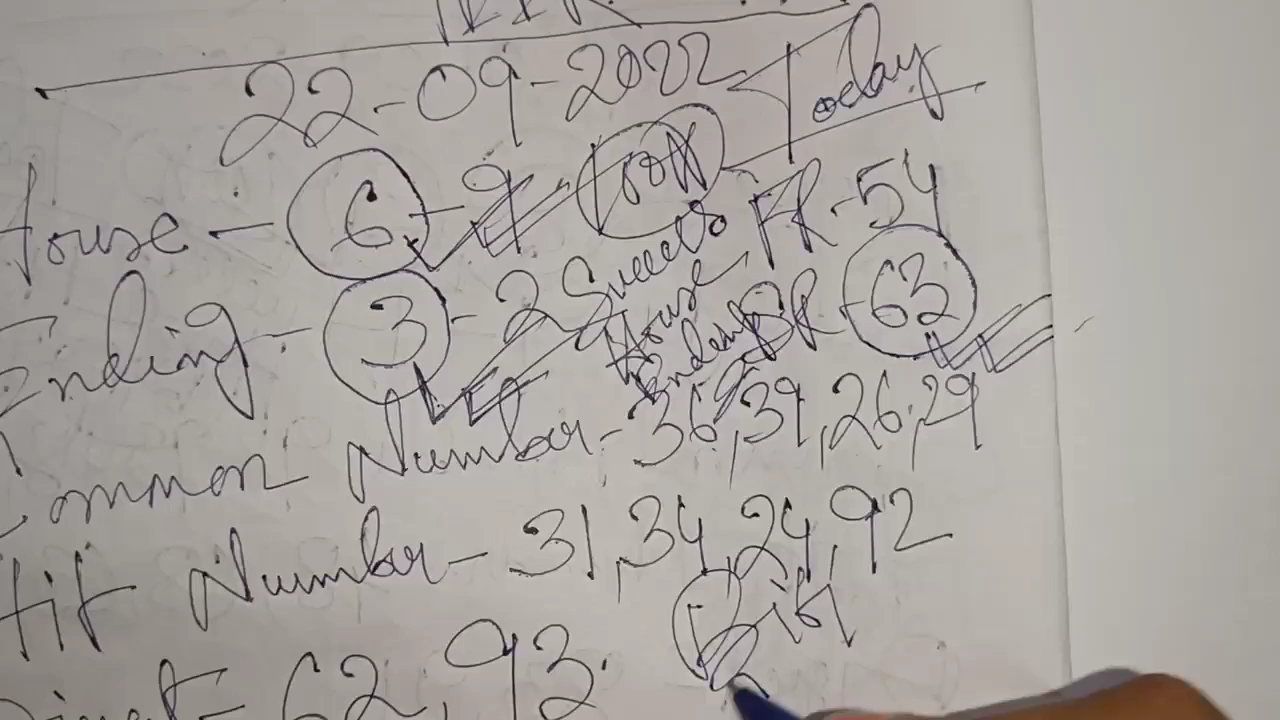 22-09-2022 Today
House - 6 - 9 100% FR - 54
Ending - 3 - 2 Success House Ending BR - 63
Common Number - 36, 39, 26, 29
Hit Number - 31, 34, 24, 92
62, 93.